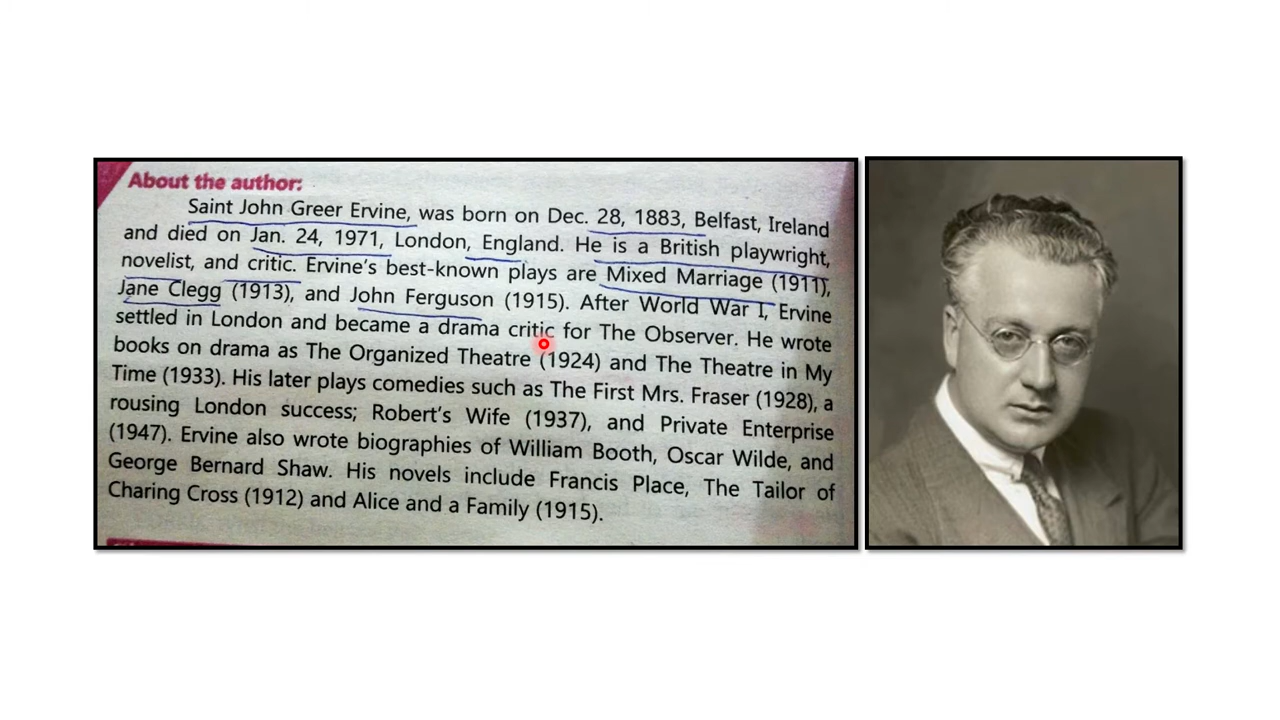 About the author:
Saint John Greer Ervine, was born on Dec. 28, 1883, Belfast, Ireland
and died on Jan. 24, 1971, London, England. He is a British playwright,
novelist, and critic. Ervine's best-known plays are Mixed Marriage (1911),
Jane Clegg (1913), and John Ferguson (1915). After World War I, Ervine
settled in London and became a drama critic for The Observer. He wrote
books on drama as The Organized Theatre (1924) and The Theatre in My
Time (1933). His later plays comedies such as The First Mrs. Fraser (1928), a
rousing London success; Robert's Wife (1937), and Private Enterprise
(1947). Ervine also wrote biographies of William Booth, Oscar Wilde, and
George Bernard Shaw. His novels include Francis Place, The Tailor of
Charing Cross (1912) and Alice and a Family (1915).